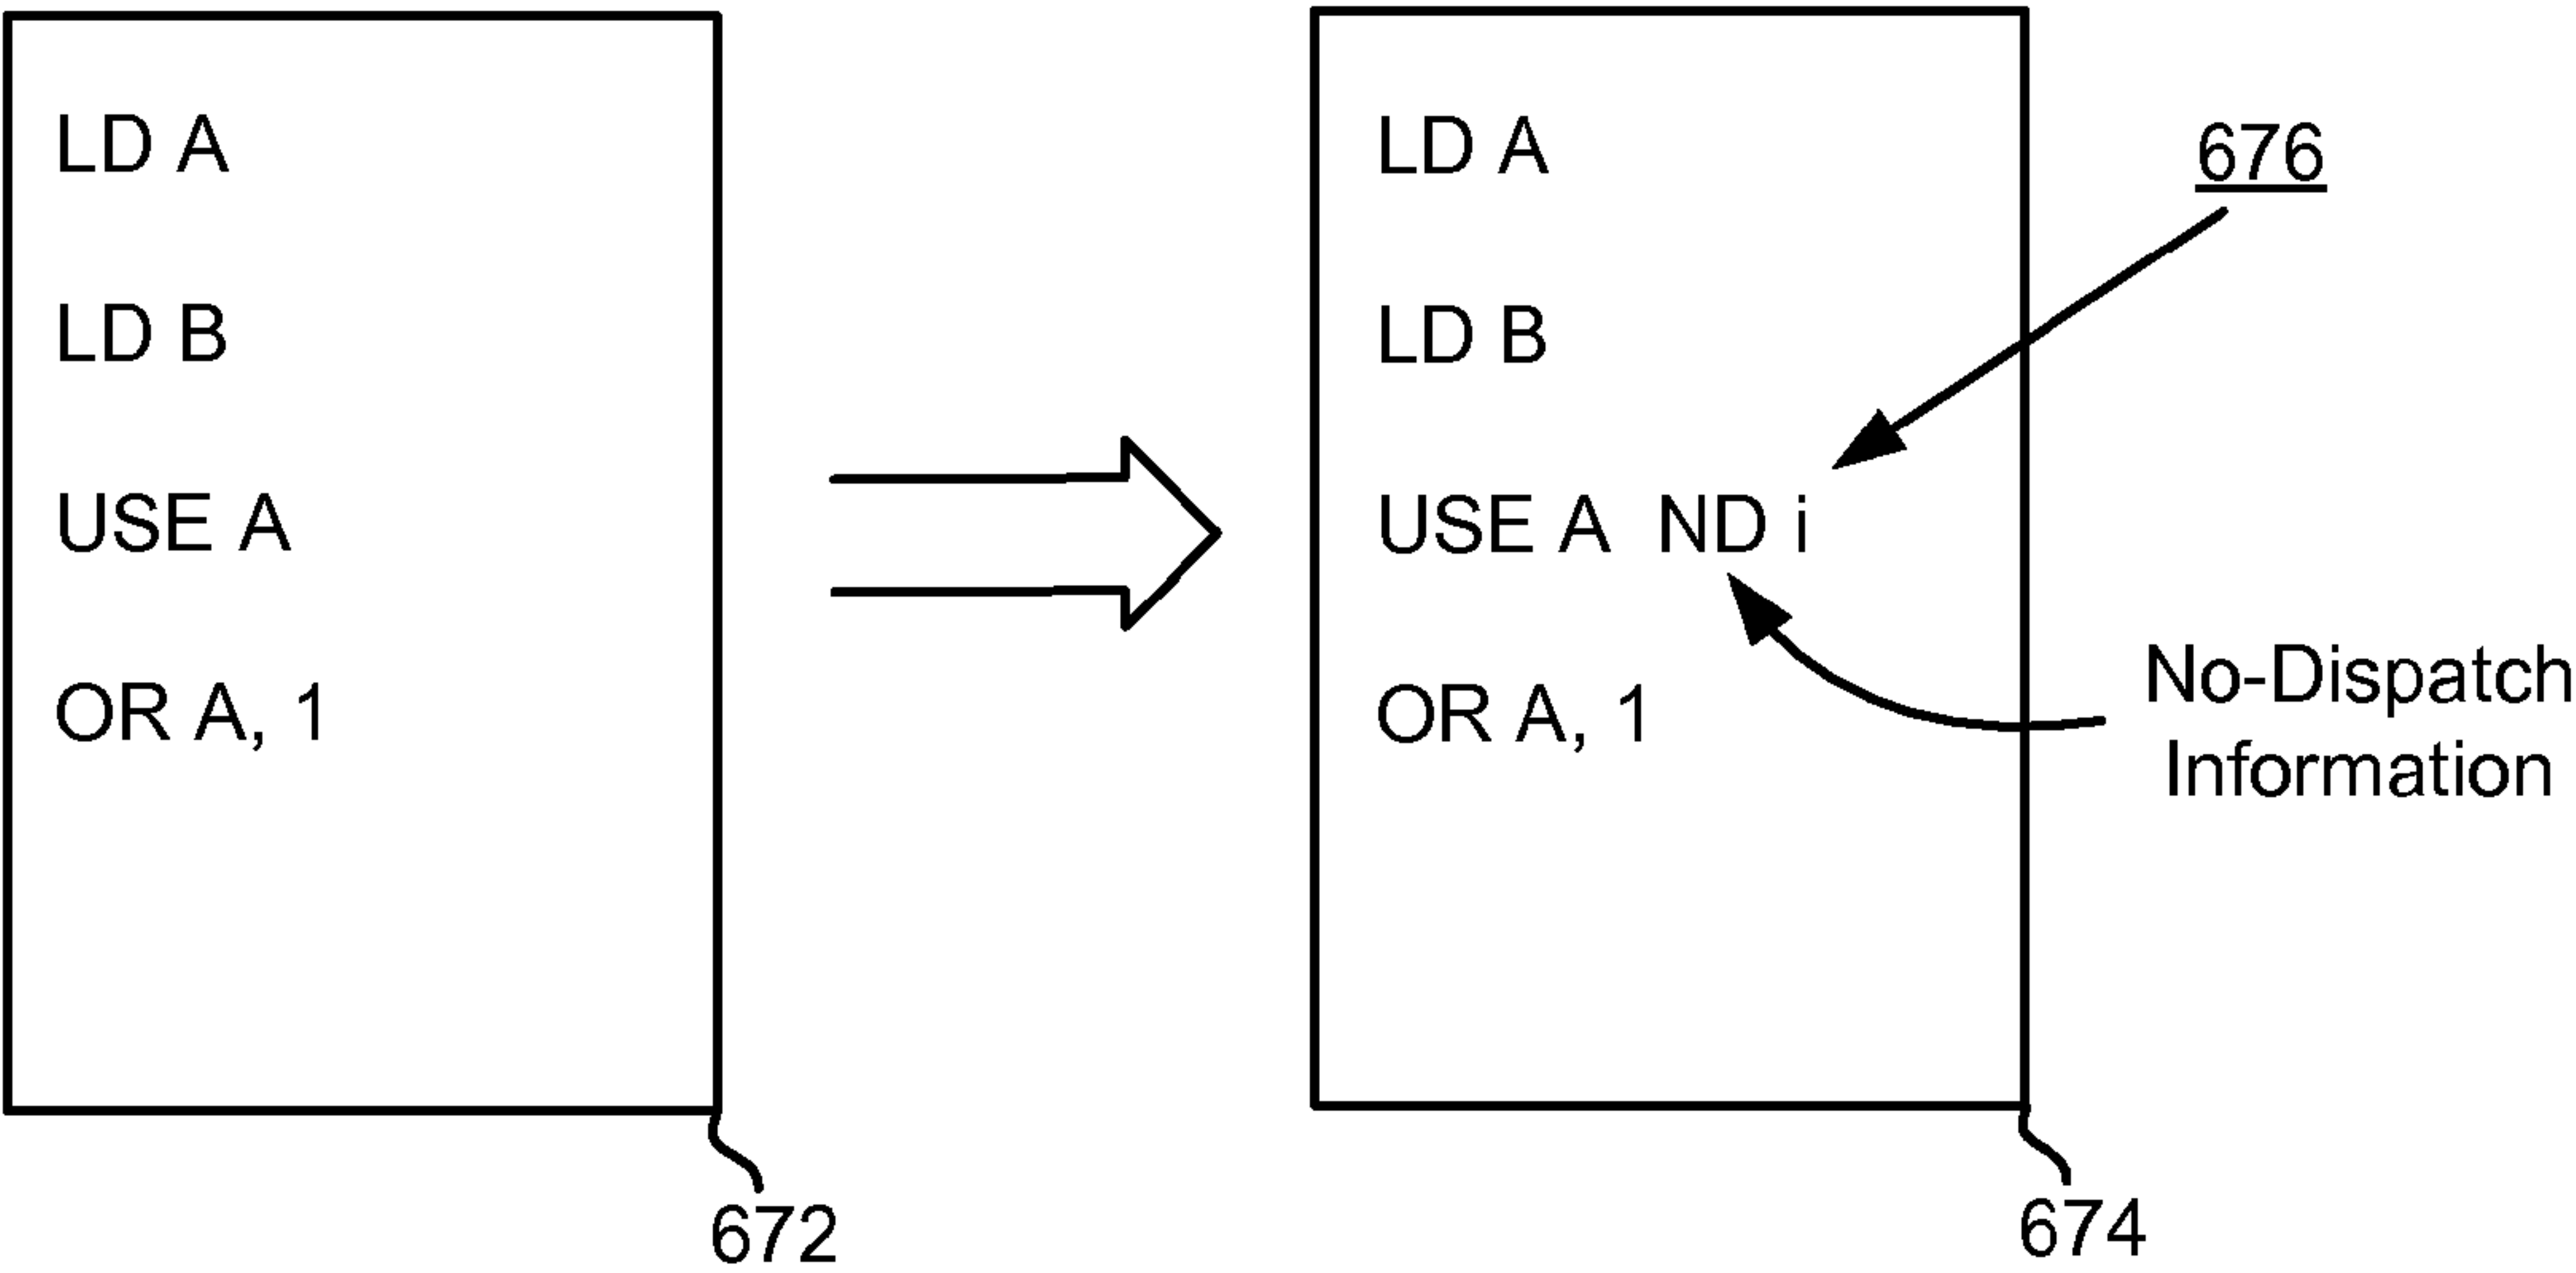 LD A
LD B
USE A
OR A, 1
672
LD A
LD B
USE A ND i
OR A, 1
674
676
No-Dispatch
Information